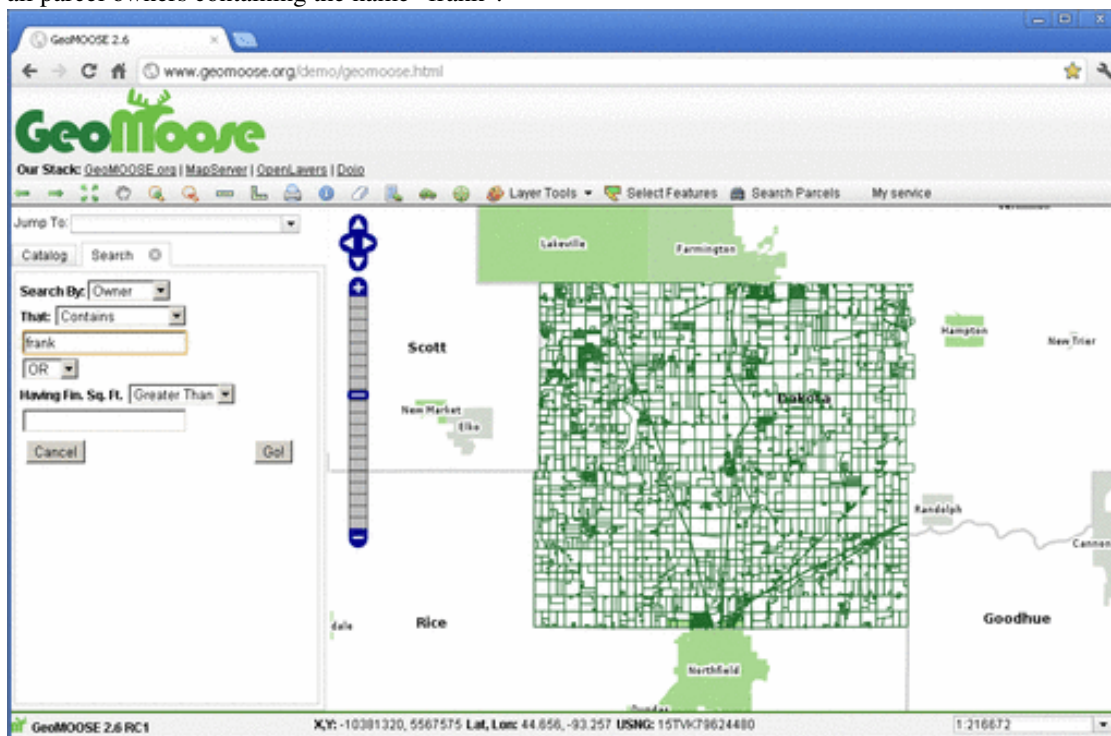 all parcel owners containing the name "frank".
GeoMOOSE 2.6
www.geomoose.org/demo/geomoose.html
GeoMoose
Our Stack: GeoMOOSE.org | MapServer | OpenLayers | Dojo
Layer Tools Select Features Search Parcels My service
Jump To:
Catalog Search
Search By: Owner
That: Contains
frank
OR
Having Fin. Sq. Ft. Greater Than
Cancel Go!
Lakeville
Farmington
Hampton
New Trier
Scott
Dakota
New Market
Elko
Randolph
Cannon
dale
Rice
Goodhue
Northfield
Dundas
GeoMOOSE 2.6 RC1 X,Y: -10381320, 5567575 Lat, Lon: 44.656, -93.257 USNG: 15TVK79624480 1:216672